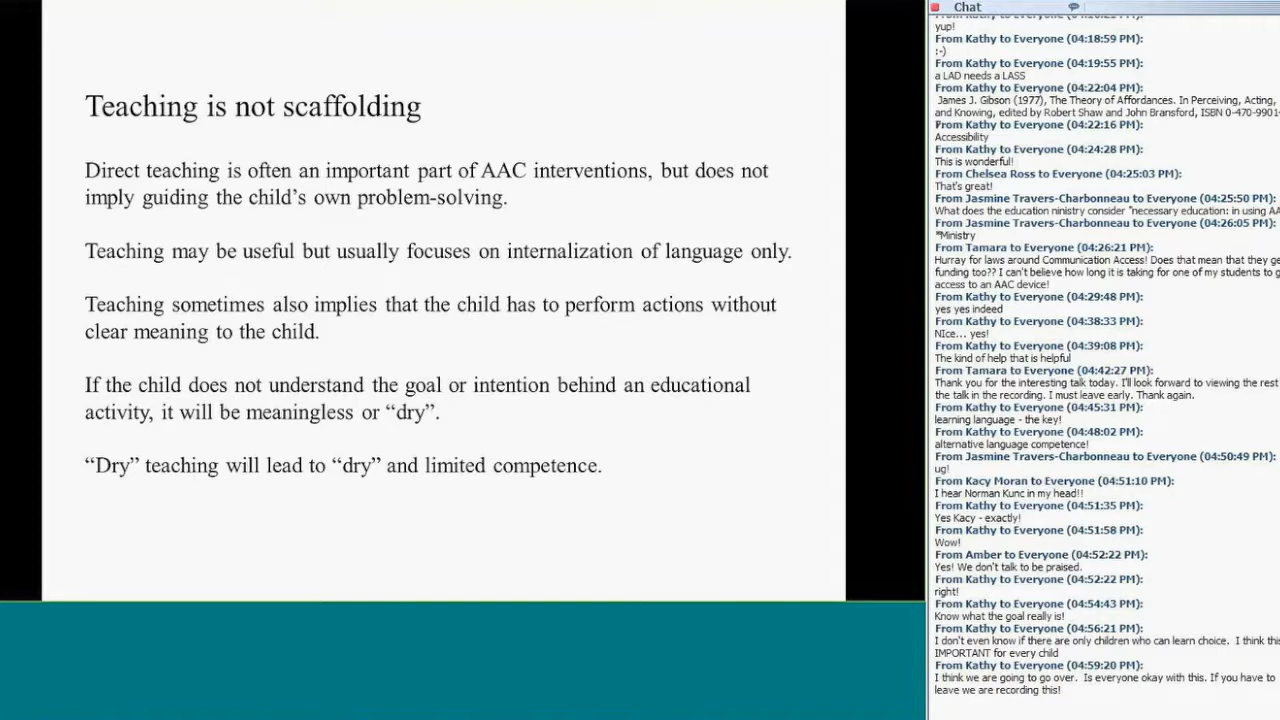 Teaching is not scaffolding
Direct teaching is often an important part of AAC interventions, but does not
imply guiding the child’s own problem-solving.
Teaching may be useful but usually focuses on internalization of language only.
Teaching sometimes also implies that the child has to perform actions without
clear meaning to the child.
If the child does not understand the goal or intention behind an educational
activity, it will be meaningless or “dry”.
“Dry” teaching will lead to “dry” and limited competence.
Chat
yup!
From Kathy to Everyone (04:18:59 PM):
:-)
From Kathy to Everyone (04:19:55 PM):
a LAD needs a LASS
From Kathy to Everyone (04:22:04 PM):
James J. Gibson (1977), The Theory of Affordances. In Perceiving, Acting,
and Knowing, edited by Robert Shaw and John Bransford, ISBN 0-470-9901
From Kathy to Everyone (04:22:16 PM):
Accessibility
From Kathy to Everyone (04:24:28 PM):
This is wonderful!
From Chelsea Ross to Everyone (04:25:03 PM):
That's great!
From Jasmine Travers-Charbonneau to Everyone (04:25:50 PM):
What does the education ninistry consider "necessary education: in using AA
From Jasmine Travers-Charbonneau to Everyone (04:26:05 PM):
*Ministry
From Tamara to Everyone (04:26:21 PM):
Hurray for laws around Communication Access! Does that mean that they ge
funding too?? I can't believe how long it is taking for one of my students to g
access to an AAC device!
From Kathy to Everyone (04:29:48 PM):
yes yes indeed
From Kathy to Everyone (04:38:33 PM):
NIce... yes!
From Kathy to Everyone (04:39:08 PM):
The kind of help that is helpful
From Tamara to Everyone (04:42:27 PM):
Thank you for the interesting talk today. I'll look forward to viewing the rest
the talk in the recording. I must leave early. Thank again.
From Kathy to Everyone (04:45:31 PM):
learning language - the key!
From Kathy to Everyone (04:48:02 PM):
alternative language competence!
From Jasmine Travers-Charbonneau to Everyone (04:50:49 PM):
ug!
From Kacy Moran to Everyone (04:51:10 PM):
I hear Norman Kunc in my head!!
From Kathy to Everyone (04:51:35 PM):
Yes Kacy - exactly!
From Kathy to Everyone (04:51:58 PM):
Wow!
From Amber to Everyone (04:52:22 PM):
Yes! We don't talk to be praised.
From Kathy to Everyone (04:52:22 PM):
right!
From Kathy to Everyone (04:54:43 PM):
Know what the goal really is!
From Kathy to Everyone (04:56:21 PM):
I don't even know if there are only children who can learn choice. I think this
IMPORTANT for every child
From Kathy to Everyone (04:59:20 PM):
I think we are going to go over. Is everyone okay with this. If you have to
leave we are recording this!